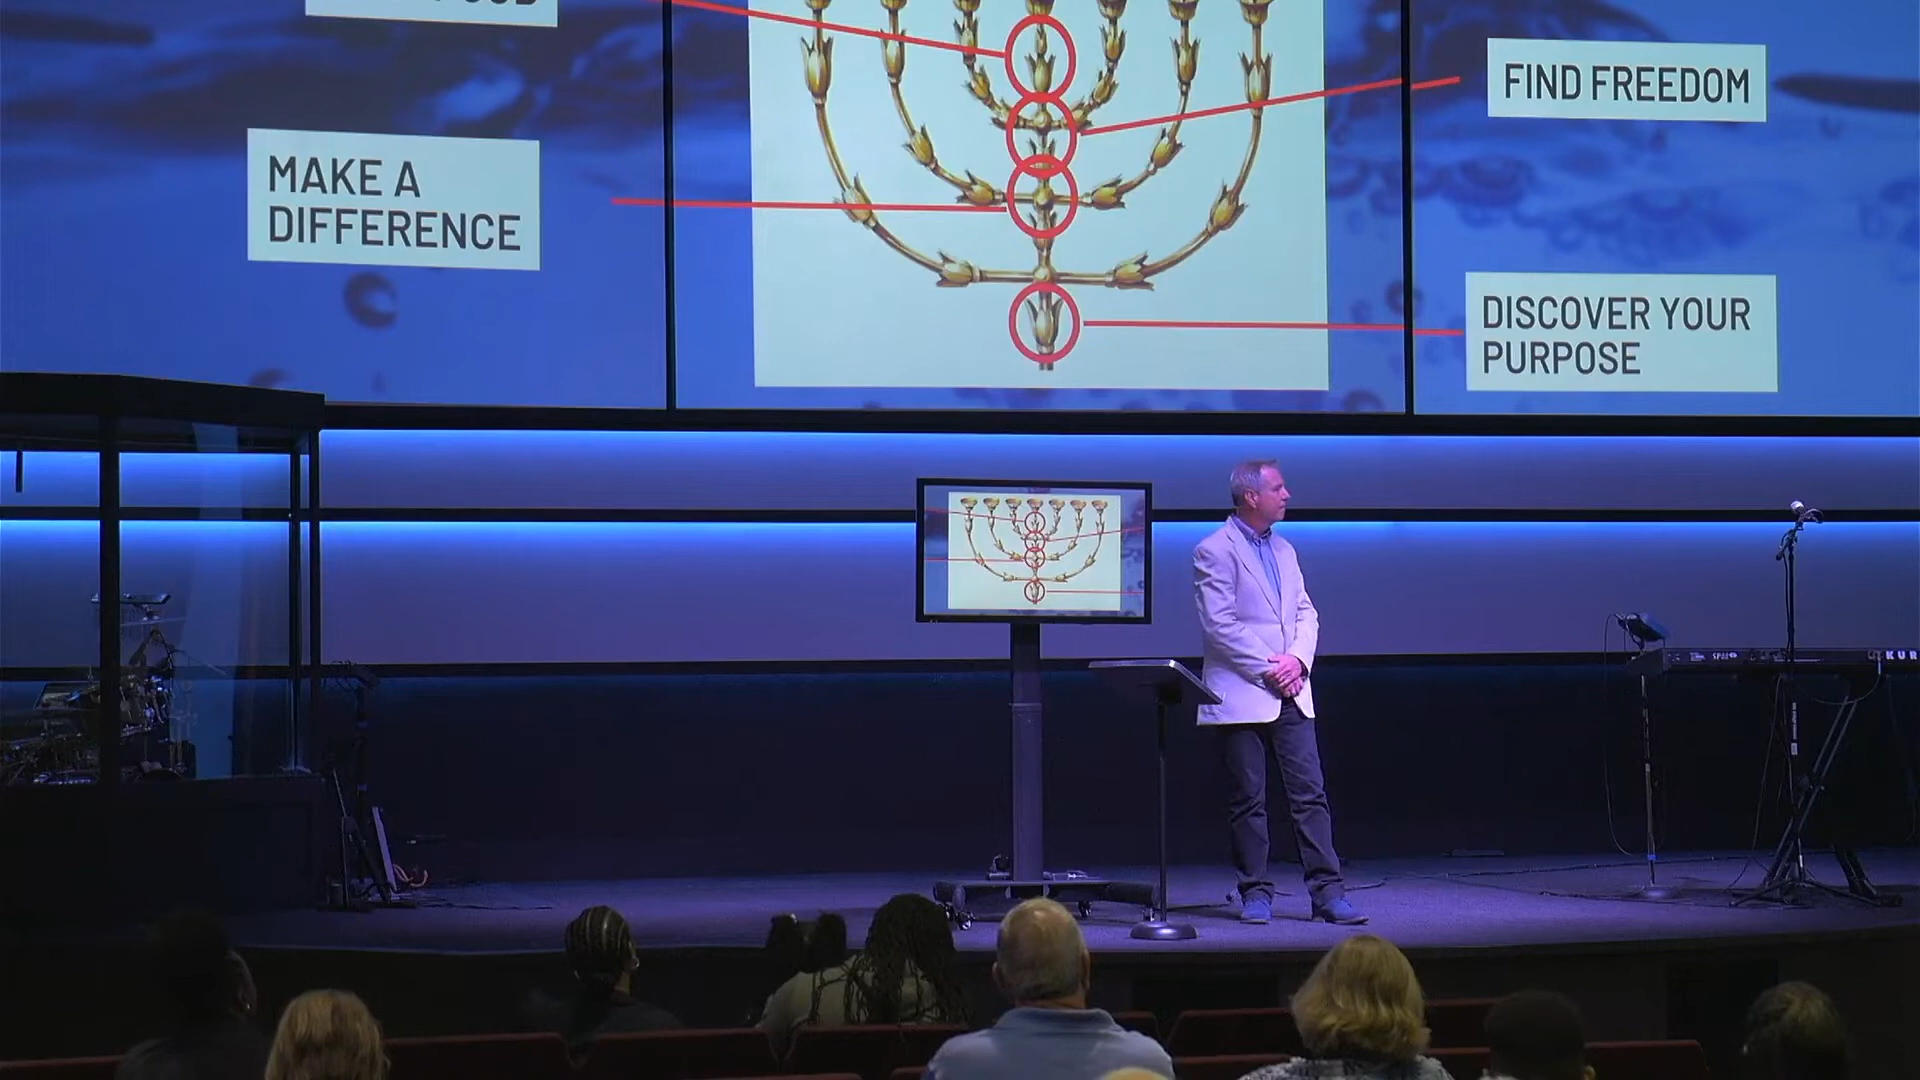 FIND FREEDOM
MAKE A
DIFFERENCE
DISCOVER YOUR
PURPOSE